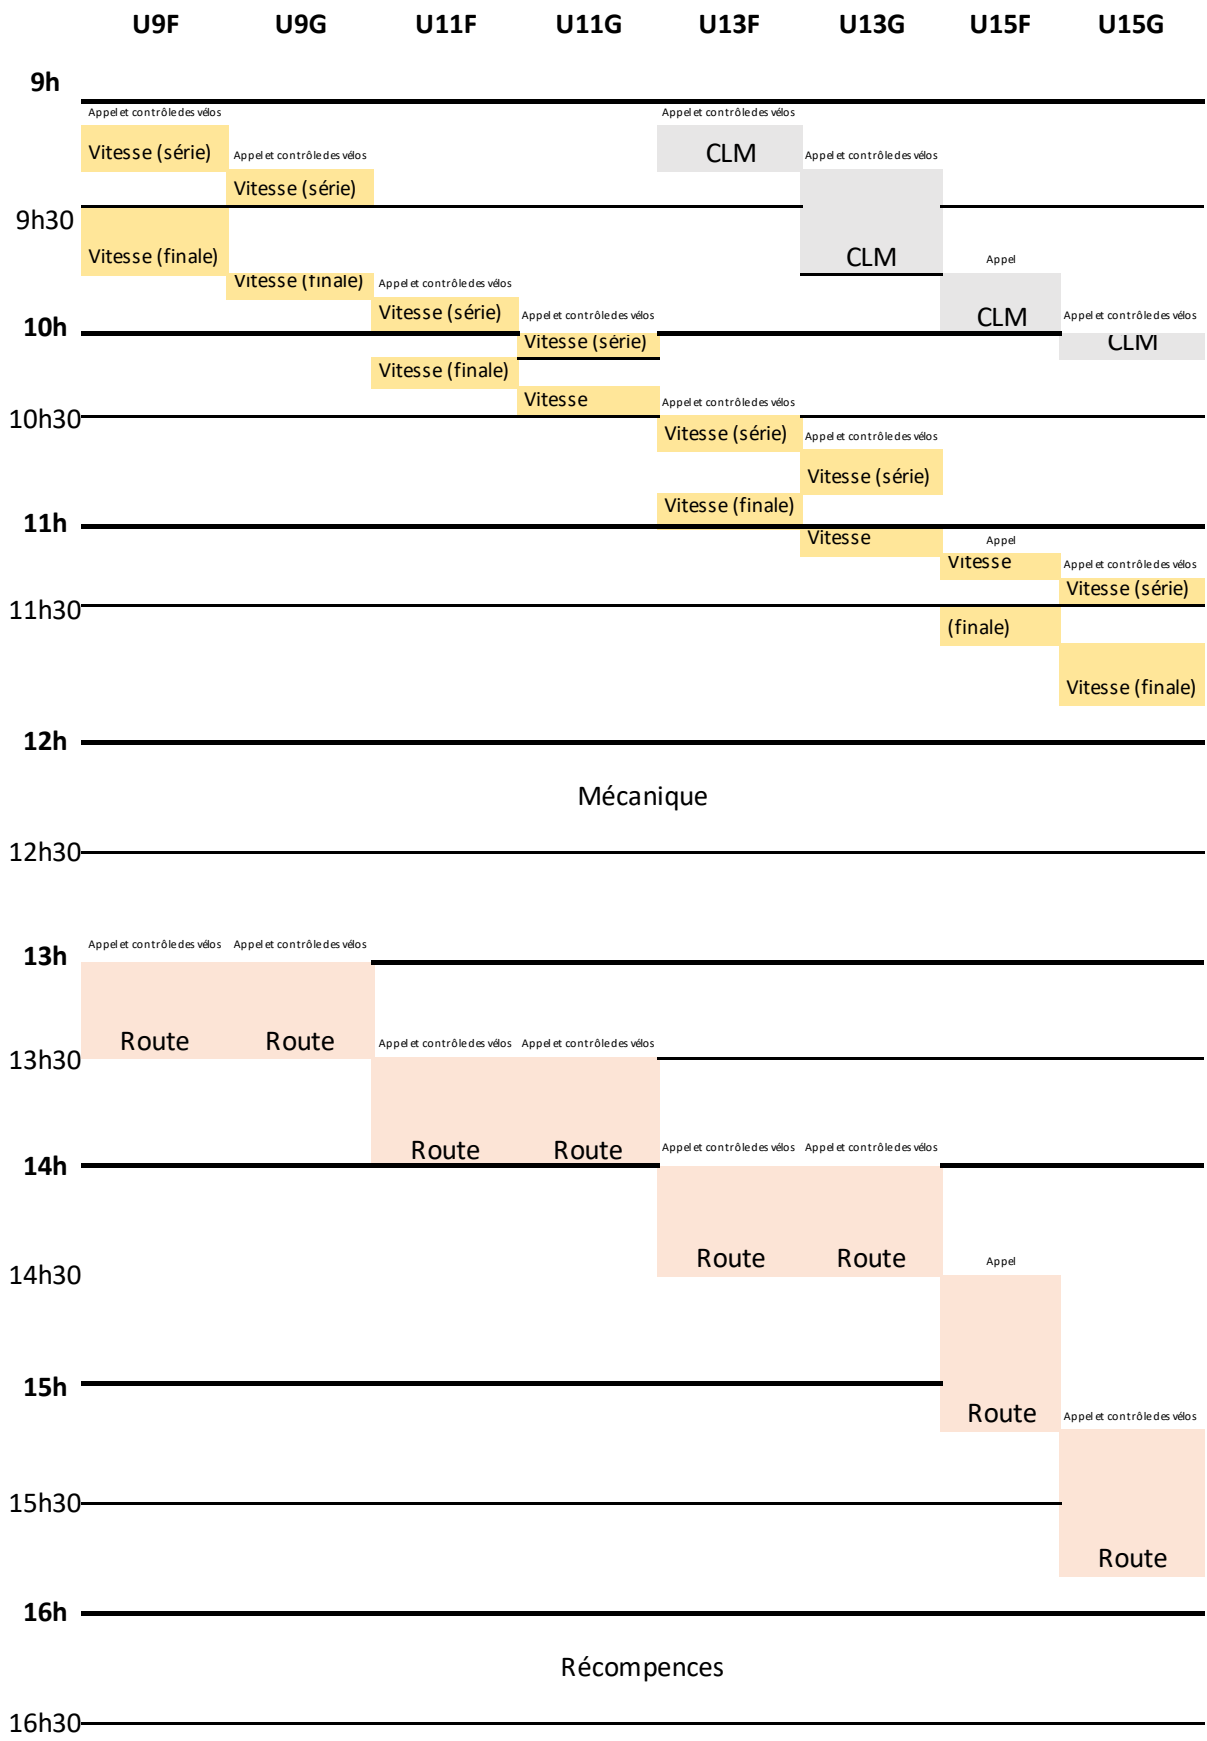 U9F U9G U11F U11G U13F U13G U15F U15G
9h
Appel et contrôle des vélos Appel et contrôle des vélos
Vitesse (série) Appel et contrôle des vélos CLM Appel et contrôle des vélos
Vitesse (série)
9h30
Vitesse (finale) CLM Appel
Vitesse (finale) Appel et contrôle des vélos
10h Vitesse (série) Appel et contrôle des vélos CLM Appel et contrôle des vélos
Vitesse (série) CLM
Vitesse (finale)
Vitesse Appel et contrôle des vélos
10h30
Vitesse (série) Appel et contrôle des vélos
Vitesse (série)
Vitesse (finale)
11h
Vitesse Appel
Vitesse Appel et contrôle des vélos
Vitesse (série)
11h30
(finale)
Vitesse (finale)
12h
Mécanique
12h30
13h Appel et contrôle des vélos Appel et contrôle des vélos
Route Route Appel et contrôle des vélos Appel et contrôle des vélos
13h30
Route Route Appel et contrôle des vélos Appel et contrôle des vélos
14h
Route Route Appel
14h30
15h
Route Appel et contrôle des vélos
15h30
Route
16h
Récompences
16h30